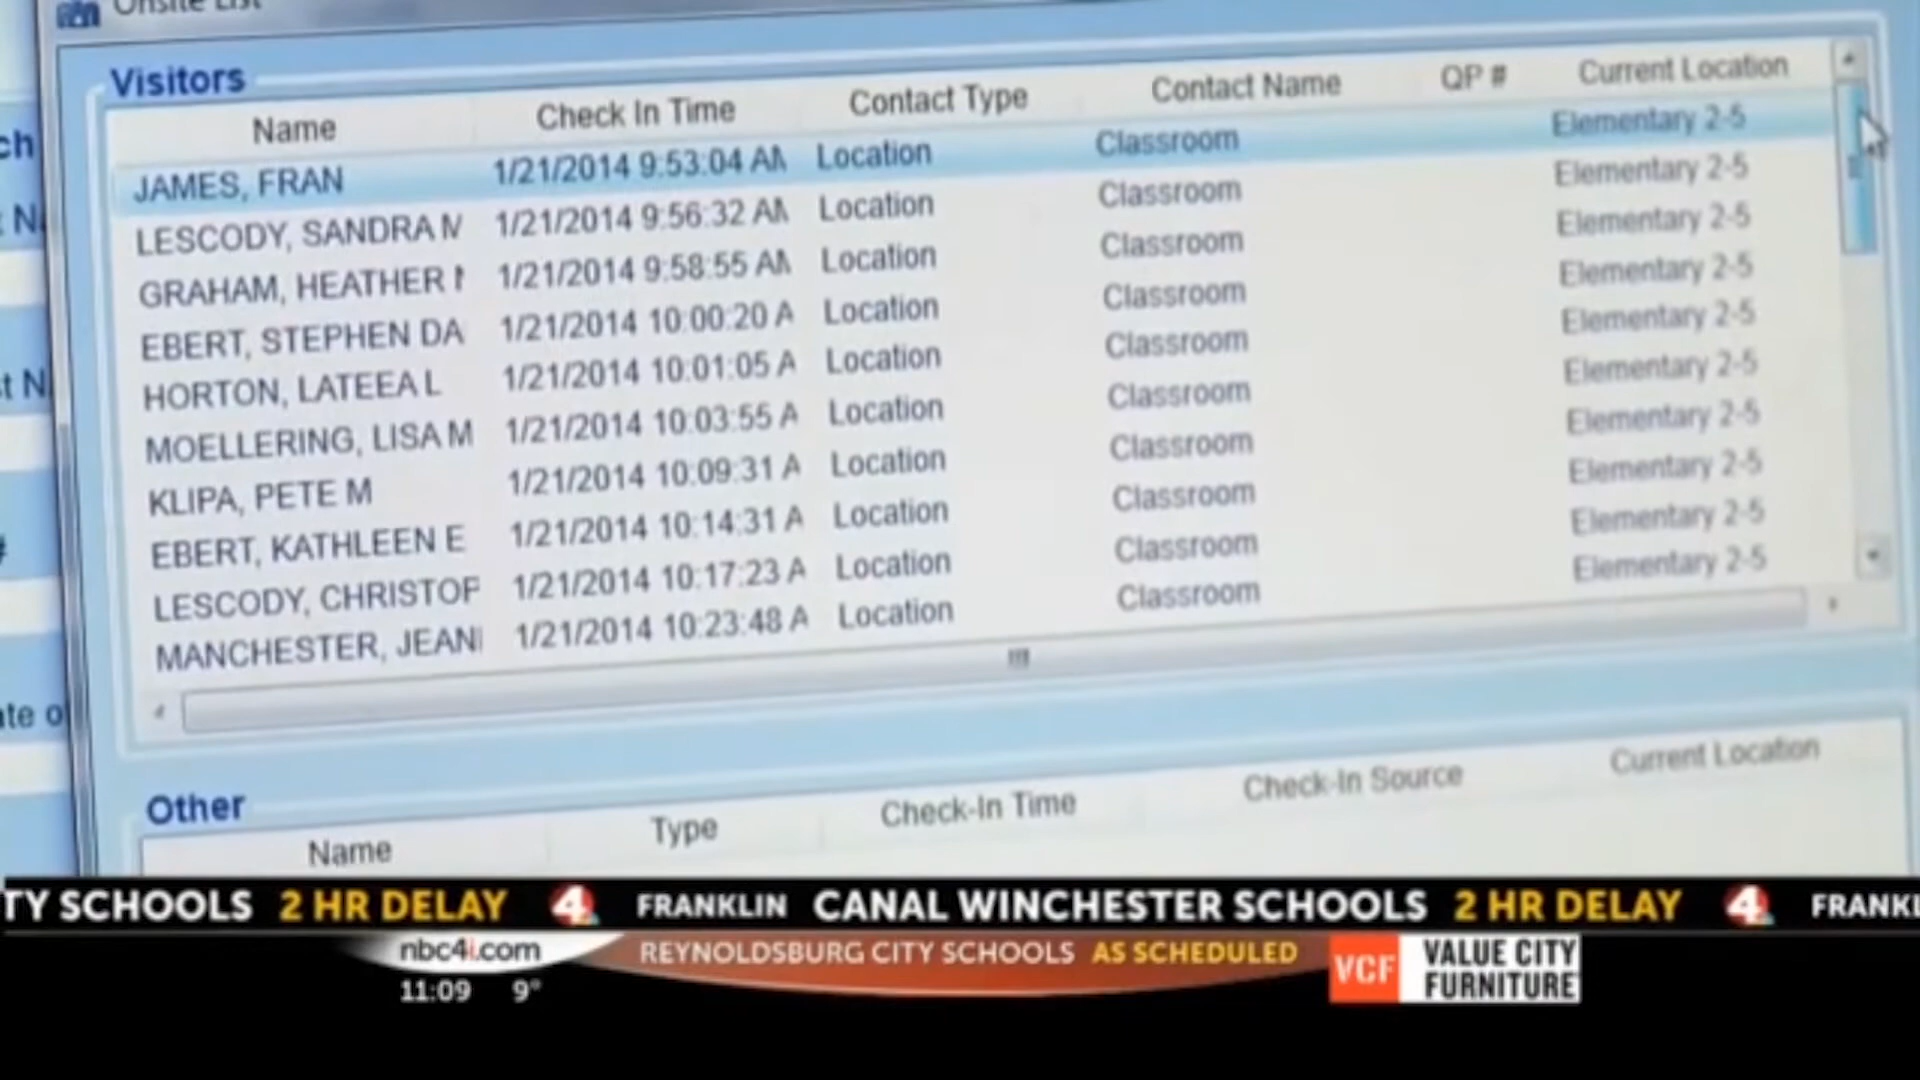 Onsite List
Visitors
Name Check In Time Contact Type Contact Name QP # Current Location
JAMES, FRAN 1/21/2014 9:53:04 AM Location Classroom Elementary 2-5
LESCODY, SANDRA M 1/21/2014 9:56:32 AM Location Classroom Elementary 2-5
GRAHAM, HEATHER 1/21/2014 9:58:55 AM Location Classroom Elementary 2-5
EBERT, STEPHEN DA 1/21/2014 10:00:20 A Location Classroom Elementary 2-5
HORTON, LATEEA L 1/21/2014 10:01:05 A Location Classroom Elementary 2-5
MOELLERING, LISA M 1/21/2014 10:03:55 A Location Classroom Elementary 2-5
KLIPA, PETE M 1/21/2014 10:09:31 A Location Classroom Elementary 2-5
EBERT, KATHLEEN E 1/21/2014 10:14:31 A Location Classroom Elementary 2-5
LESCODY, CHRISTOF 1/21/2014 10:17:23 A Location Classroom Elementary 2-5
MANCHESTER, JEAN 1/21/2014 10:23:48 A Location Classroom Elementary 2-5
Other
Name Type Check-In Time Check-In Source Current Location
TY SCHOOLS 2 HR DELAY 4 FRANKLIN CANAL WINCHESTER SCHOOLS 2 HR DELAY 4 FRANKL
nbc4i.com REYNOLDSBURG CITY SCHOOLS AS SCHEDULED VCF VALUE CITY
FURNITURE
11:09 9°